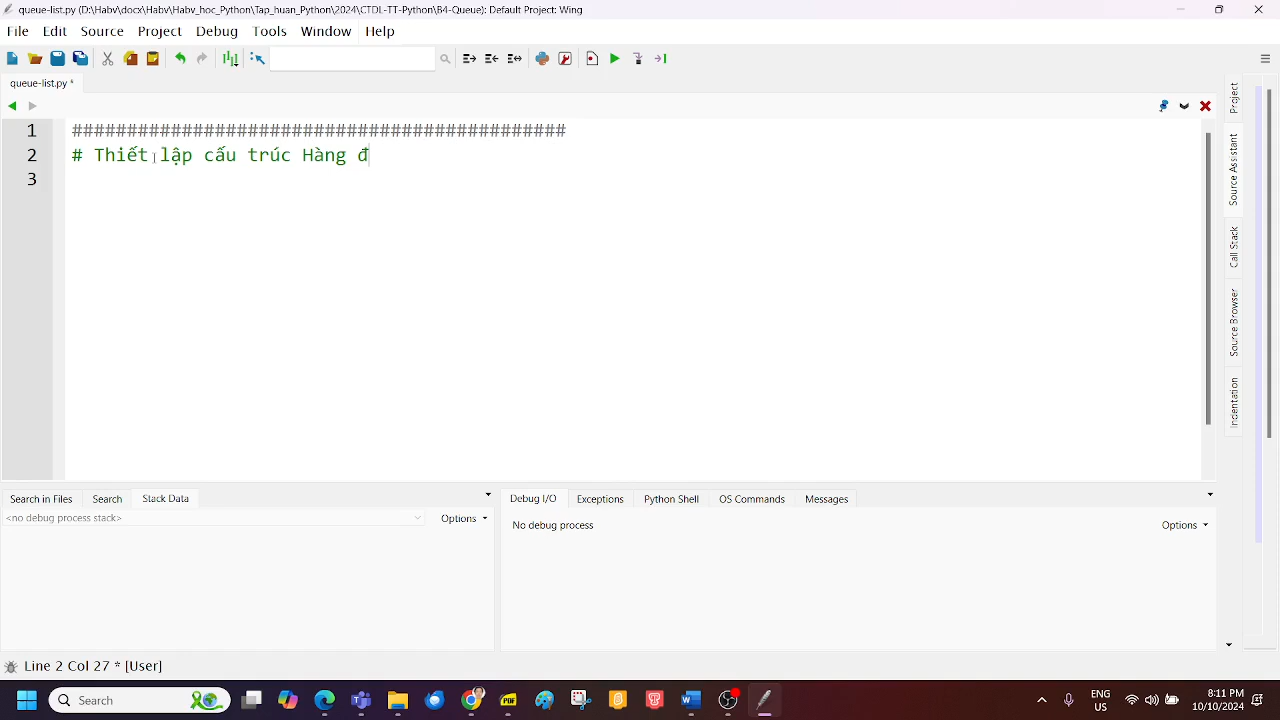 queue-list.py (D:\Habv\docx\Habv\Habv_hoc_Python\Tap_huan_Python\2024\CTDL-TT-Python\B4-Queue): Default Project: Wing
File Edit Source Project Debug Tools Window Help
queue-list.py *
1 #############################################
2 # Thiết lập cấu trúc Hàng đ
3
Project
Source Assistant
Call Stack
Source Browser
Indentation
Search in Files Search Stack Data
<no debug process stack> Options
Debug I/O Exceptions Python Shell OS Commands Messages
No debug process Options
Line 2 Col 27 * [User]
Search
PDF
ENG
US
8:11 PM
10/10/2024